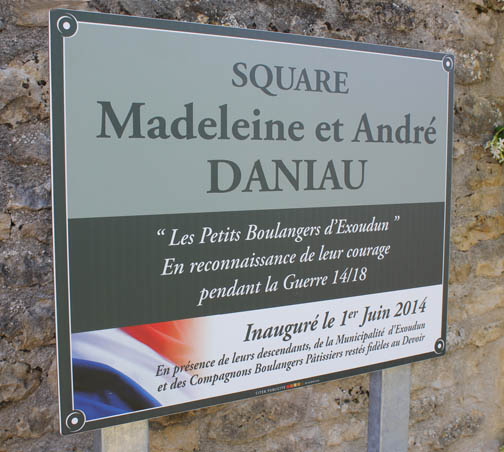 SQUARE
Madeleine et André
DANIAU
“ Les Petits Boulangers d’Exoudun ”
En reconnaissance de leur courage
pendant la Guerre 14/18
Inauguré le 1er Juin 2014
En présence de leurs descendants, de la Municipalité d’Exoudun
et des Compagnons Boulangers Pâtissiers restés fidèles au Devoir